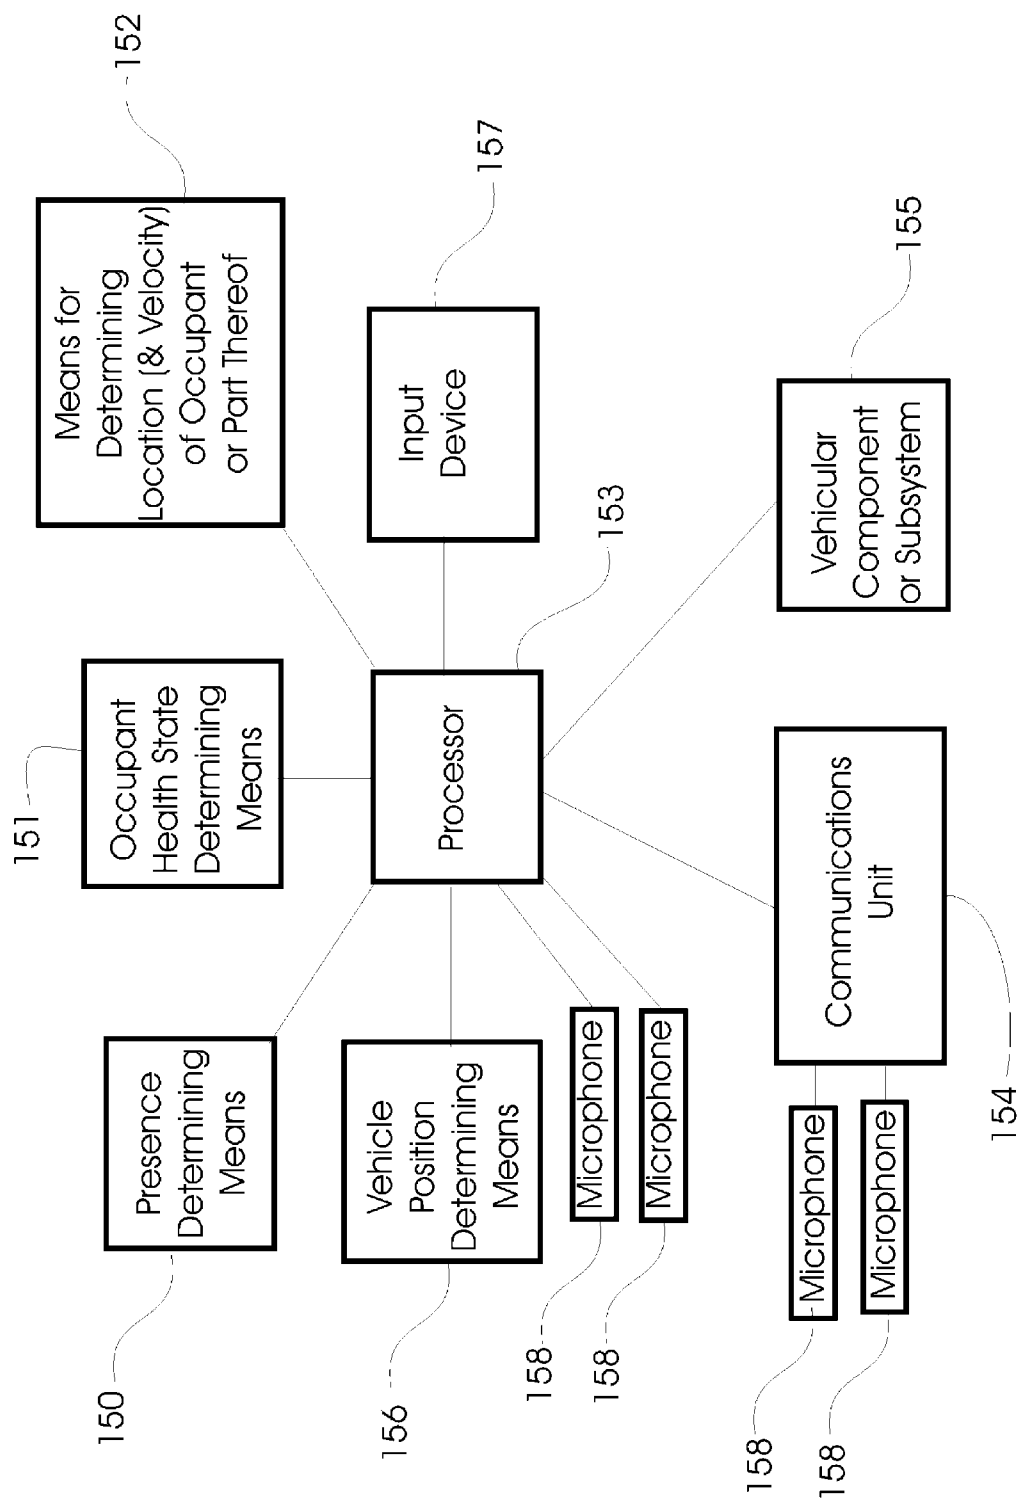 151
150
152
Presence
Determining
Means
Occupant
Health State
Determining
Means
Means for
Determining
Location (& Velocity)
of Occupant
or Part Thereof
156
Vehicle
Position
Determining
Means
Processor
Input
Device
157
158
Microphone
158
Microphone
153
158
Microphone
158
Microphone
Communications
Unit
Vehicular
Component
or Subsystem
155
154